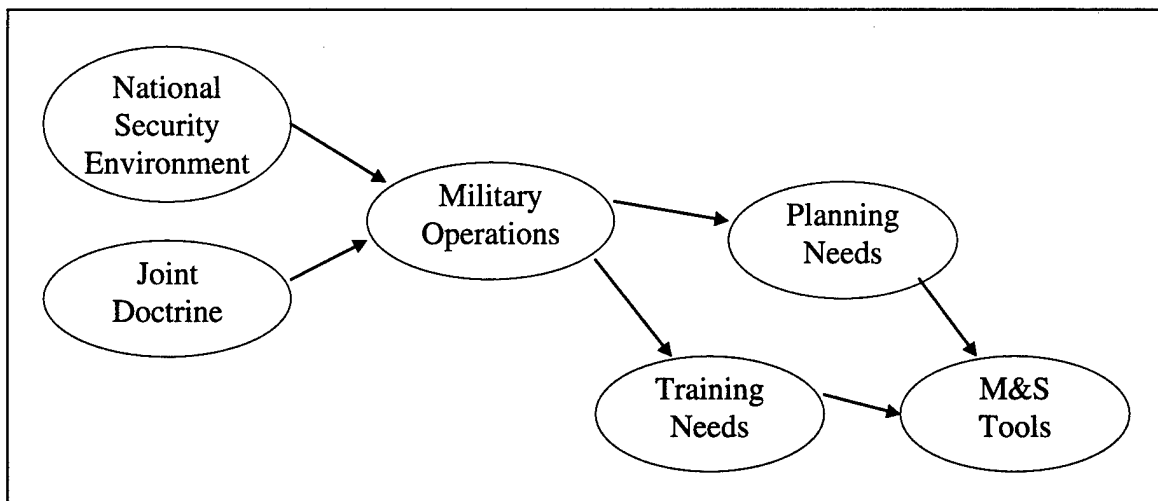 National
Security
Environment
Joint
Doctrine
Military
Operations
Planning
Needs
Training
Needs
M&S
Tools